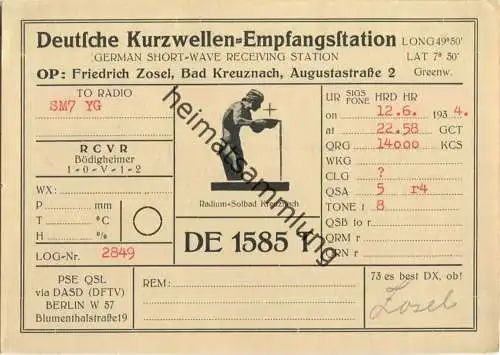 Deutsche Kurzwellen=Empfangsstation
GERMAN SHORT-WAVE RECEIVING STATION
OP: Friedrich Zosel, Bad Kreuznach, Augustastraße 2
LONG 49° 50'
LAT 7° 50'
Greenw.
TO RADIO
SM7 YG
RCVR
Bödigheimer
1-O-V-1-2
WX:
P mm
T °C
H %
LOG-Nr. 2849
Radium=Solbad Kreuznach
DE 1585
heimatsammlung
UR SIGS FONE HRD HR
on 12.6. 1934.
at 22.58 GCT
QRG 14000 KCS
WKG
CLG ?
QSA 5 r4
TONE f 8
QSB to r
QRM r
QRN r
PSE QSL
via DASD (DFTV)
BERLIN W 57
Blumenthalstraße19
REM:
73 es best DX, ob!
Zosel